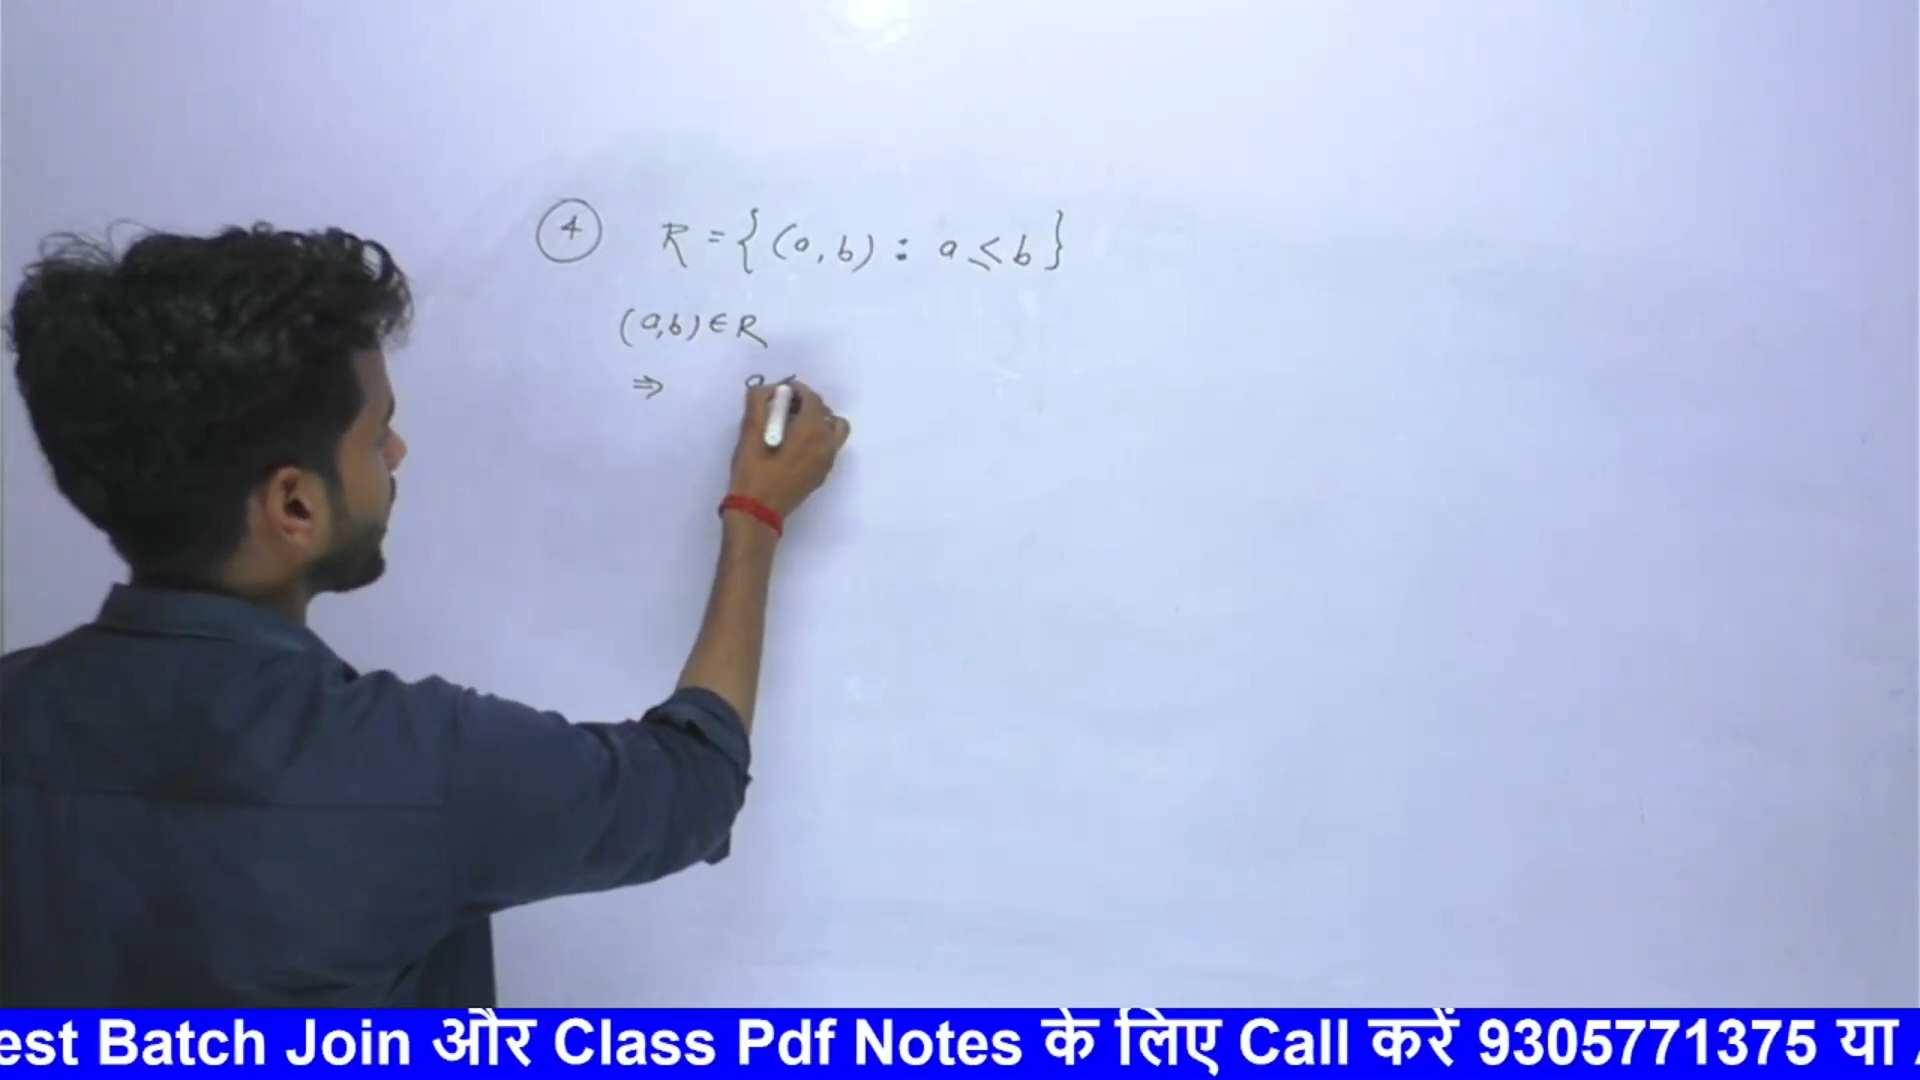 4 R = { (a, b) : a ≤ b }
(a,b) ∈ R
⇒ a
est Batch Join और Class Pdf Notes के लिए Call करें 9305771375 या